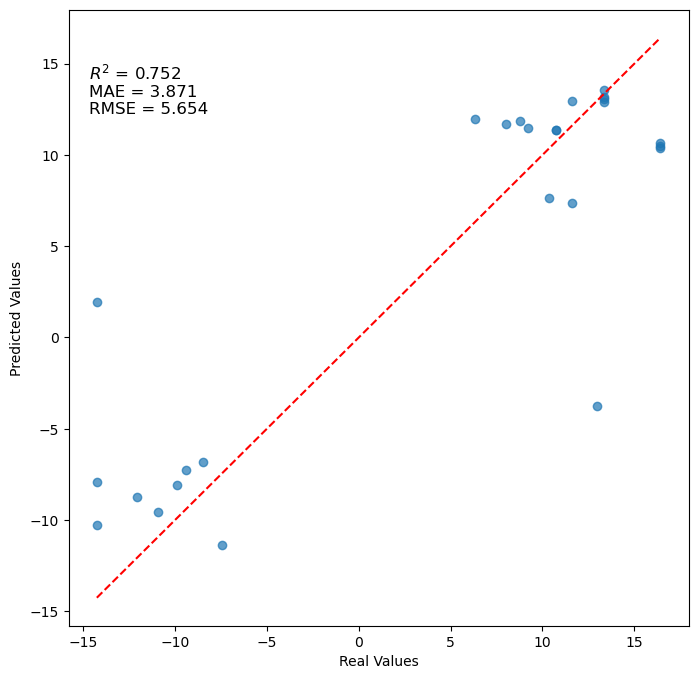 R² = 0.752
MAE = 3.871
RMSE = 5.654
15
10
5
0
−5
−10
−15
Predicted Values
−15 −10 −5 0 5 10 15
Real Values